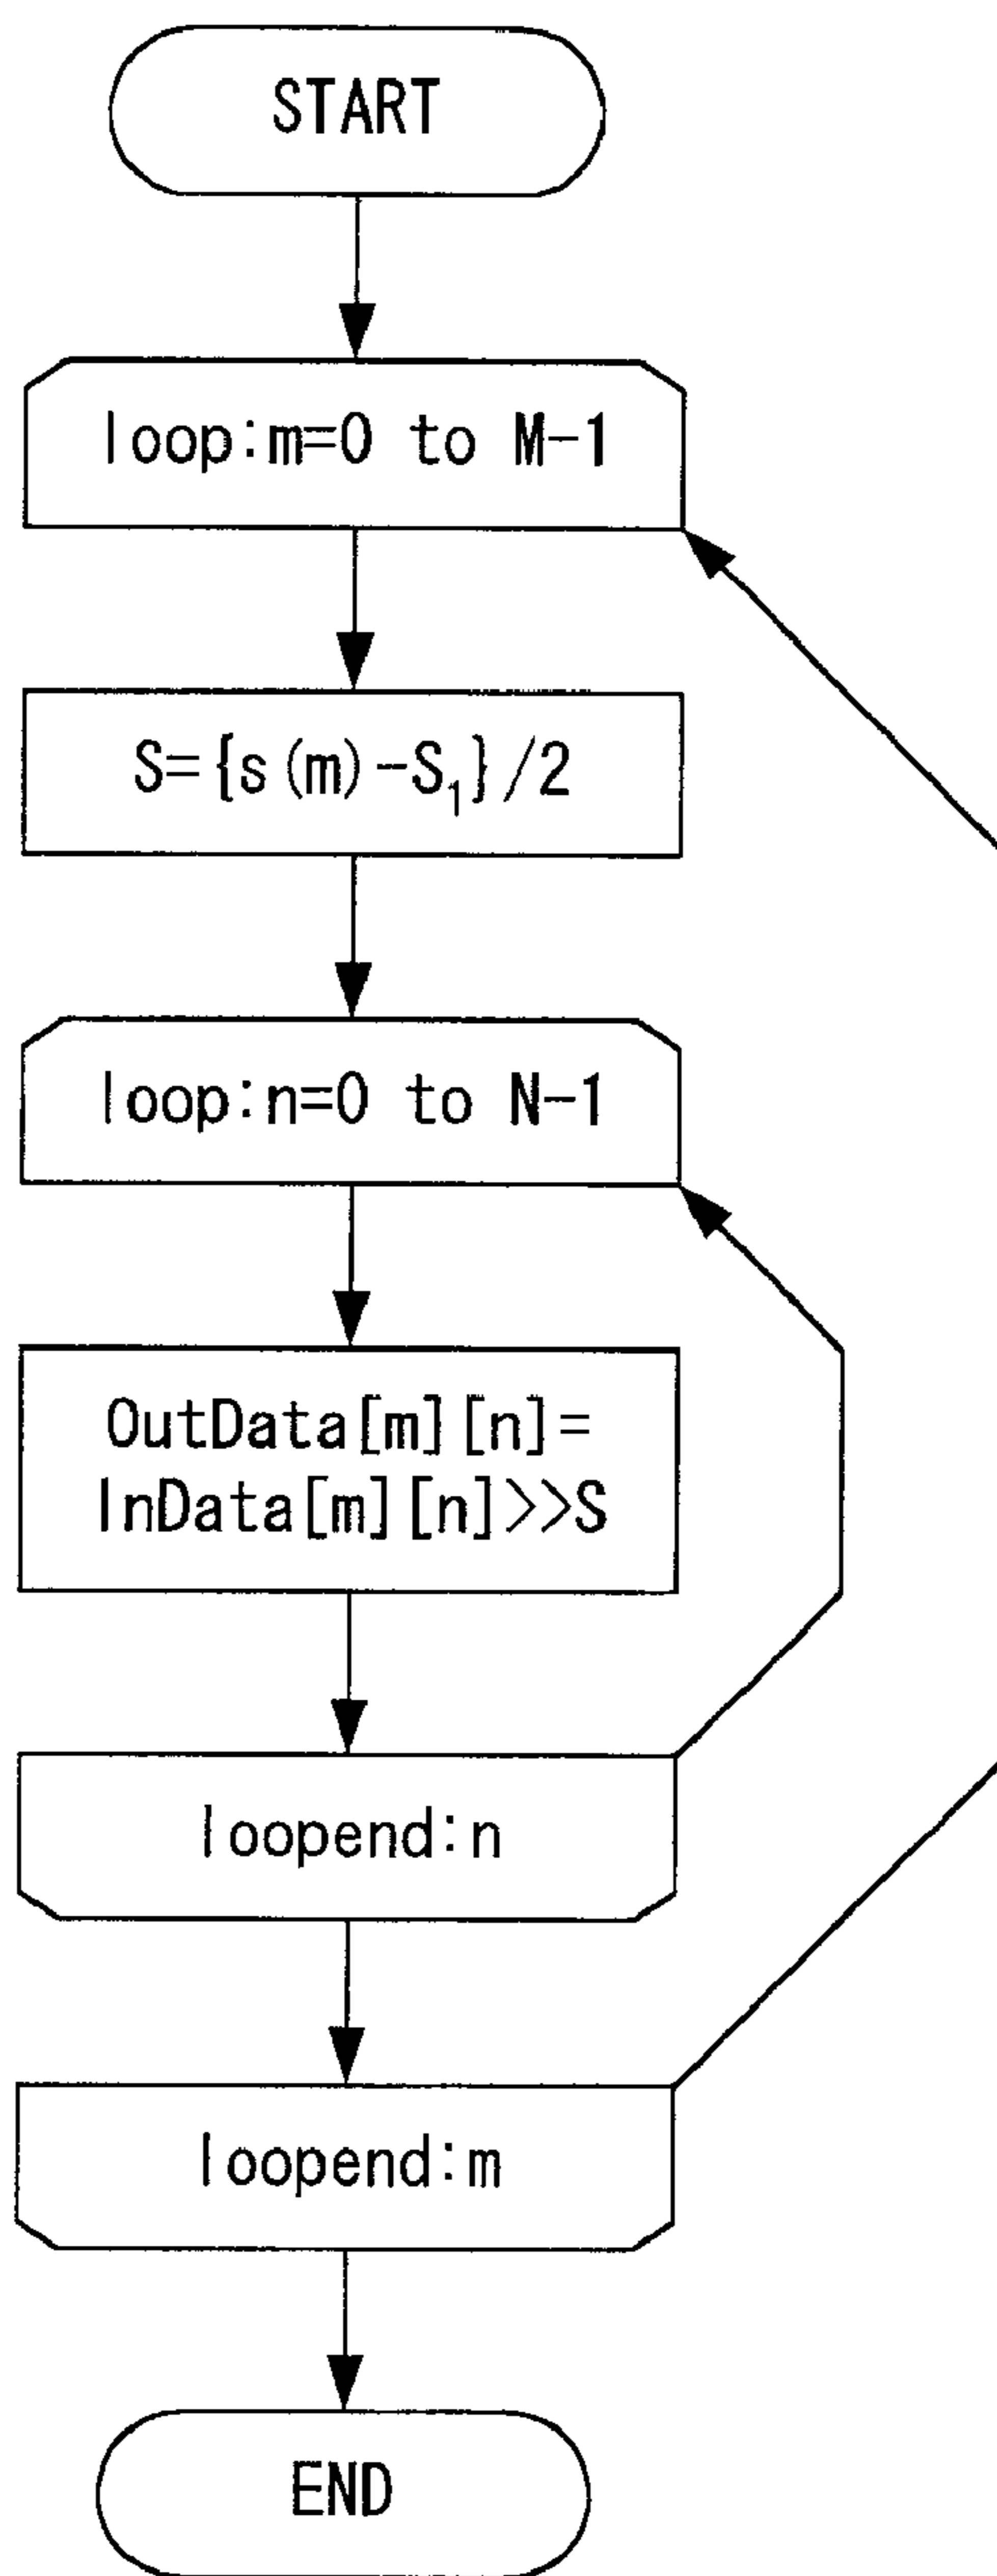 START
loop:m=0 to M-1
S={s(m)-S₁}/2
loop:n=0 to N-1
OutData[m][n]=
InData[m][n]>>S
loopend:n
loopend:m
END